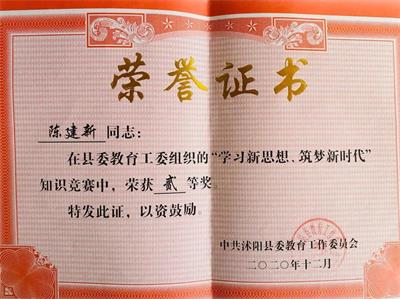 荣誉证书
陈建新同志：
在县委教育工委组织的“学习新思想、筑梦新时代”
知识竞赛中，荣获贰等奖。
特发此证，以资鼓励。
中共沭阳县委教育工作委员会
二〇二〇年十二月